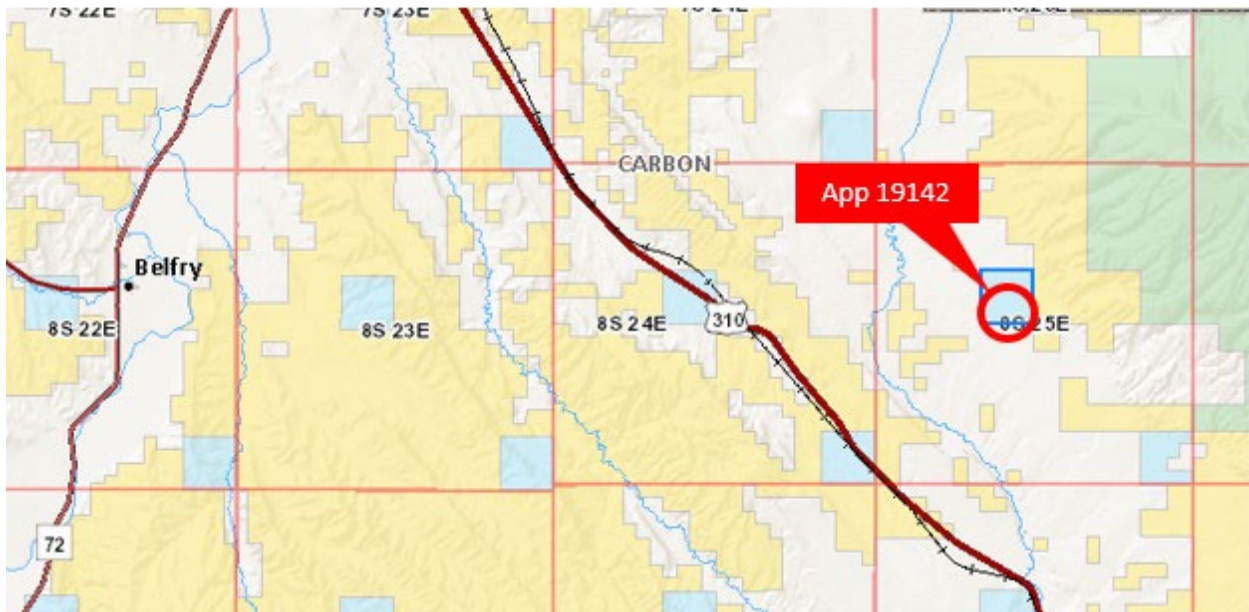 7S 22E
7S 23E
CARBON
App 19142
Belfry
8S 22E
8S 23E
8S 24E
310
8S 25E
72